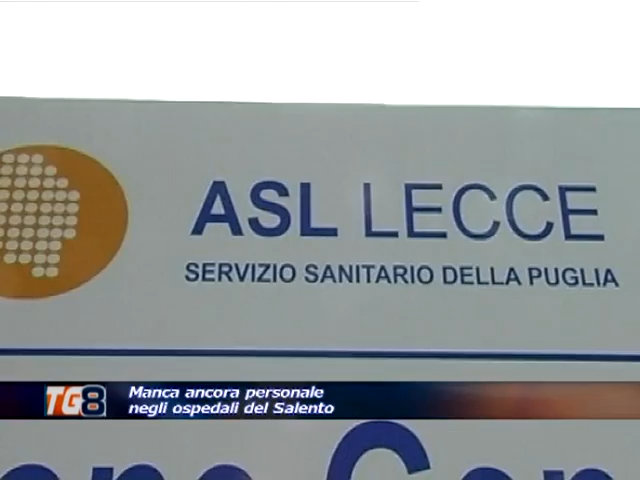 ASL LECCE
SERVIZIO SANITARIO DELLA PUGLIA
TG8
Manca ancora personale
negli ospedali del Salento